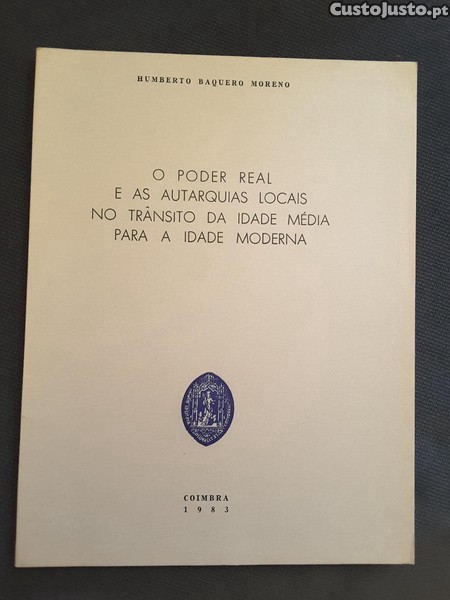 CustoJusto.pt
HUMBERTO BAQUERO MORENO
O PODER REAL
E AS AUTARQUIAS LOCAIS
NO TRÂNSITO DA IDADE MÉDIA
PARA A IDADE MODERNA
COIMBRA
1983